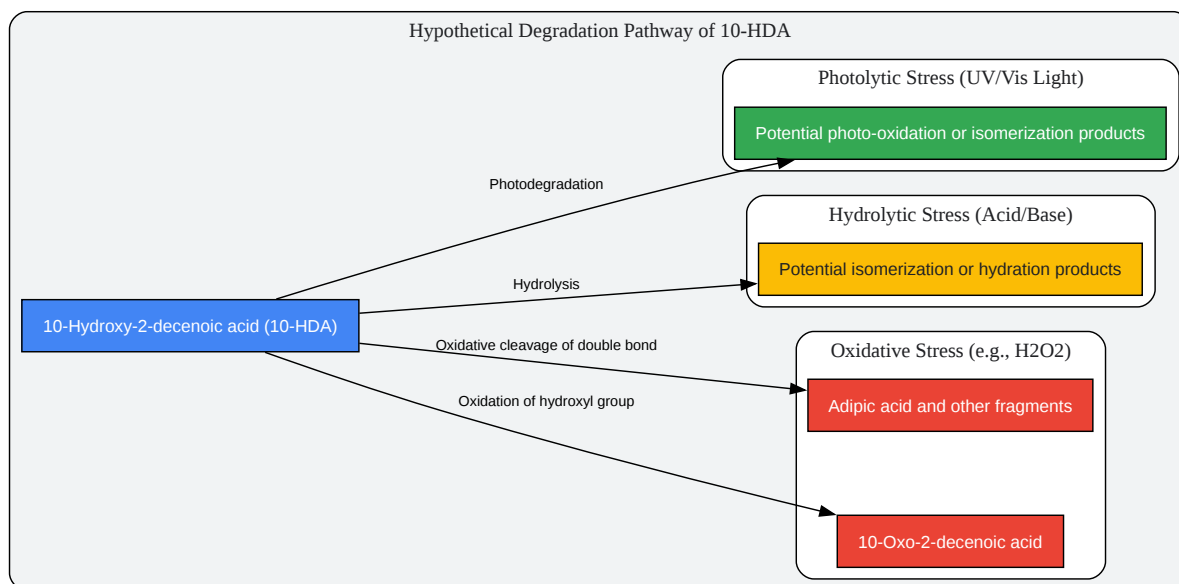 Hypothetical Degradation Pathway of 10-HDA
Photolytic Stress (UV/Vis Light)
Potential photo-oxidation or isomerization products
Photodegradation
Hydrolytic Stress (Acid/Base)
Potential isomerization or hydration products
Hydrolysis
10-Hydroxy-2-decenoic acid (10-HDA)
Oxidative cleavage of double bond
Oxidative Stress (e.g., H2O2)
Adipic acid and other fragments
Oxidation of hydroxyl group
10-Oxo-2-decenoic acid